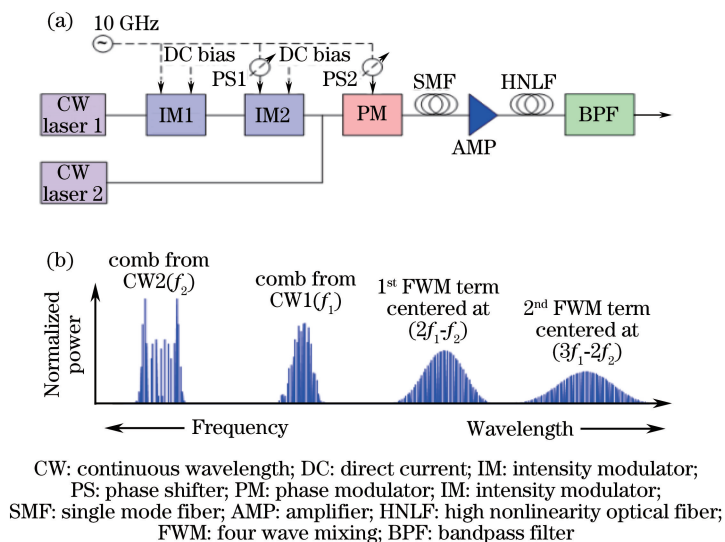 (a)
10 GHz
~
DC bias
DC bias
PS1
PS2
SMF
HNLF
CW
laser 1
IM1
IM2
PM
AMP
BPF
CW
laser 2
(b)
comb from
CW2(f₂)
comb from
CW1(f₁)
1st FWM term
centered at
(2f₁-f₂)
2nd FWM term
centered at
(3f₁-2f₂)
Normalized
power
Frequency
Wavelength
CW: continuous wavelength; DC: direct current; IM: intensity modulator;
PS: phase shifter; PM: phase modulator; IM: intensity modulator;
SMF: single mode fiber; AMP: amplifier; HNLF: high nonlinearity optical fiber;
FWM: four wave mixing; BPF: bandpass filter